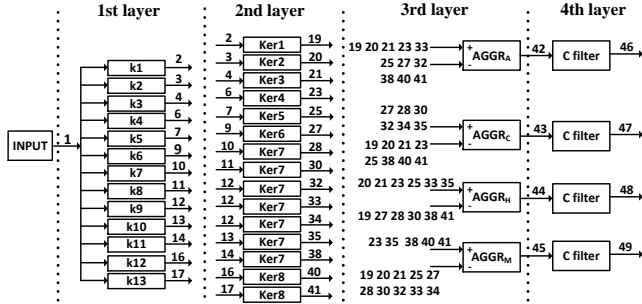 1st layer 2nd layer 3rd layer 4th layer
INPUT
1
k1 2
k2 3
k3 4
k4 6
k5 7
k6 9
k7 10
k8 11
k9 12
k10 13
k11 14
k12 16
k13 17
2 Ker1 19
3 Ker2 20
4 Ker3 21
6 Ker4 23
7 Ker5 25
9 Ker6 27
10 Ker7 28
11 Ker7 30
12 Ker7 32
12 Ker7 33
12 Ker7 34
13 Ker7 35
14 Ker7 38
16 Ker8 40
17 Ker8 41
19 20 21 23 33
25 27 32
38 40 41
+ - AGGRA 42 C filter 46
27 28 30
32 34 35
19 20 21 23
25 38 40 41
+ - AGGRC 43 C filter 47
20 21 23 25 33 35
19 27 28 30 38 41
+ - AGGRH 44 C filter 48
23 35 38 40 41
19 20 21 25 27
28 30 32 33 34
+ - AGGRM 45 C filter 49